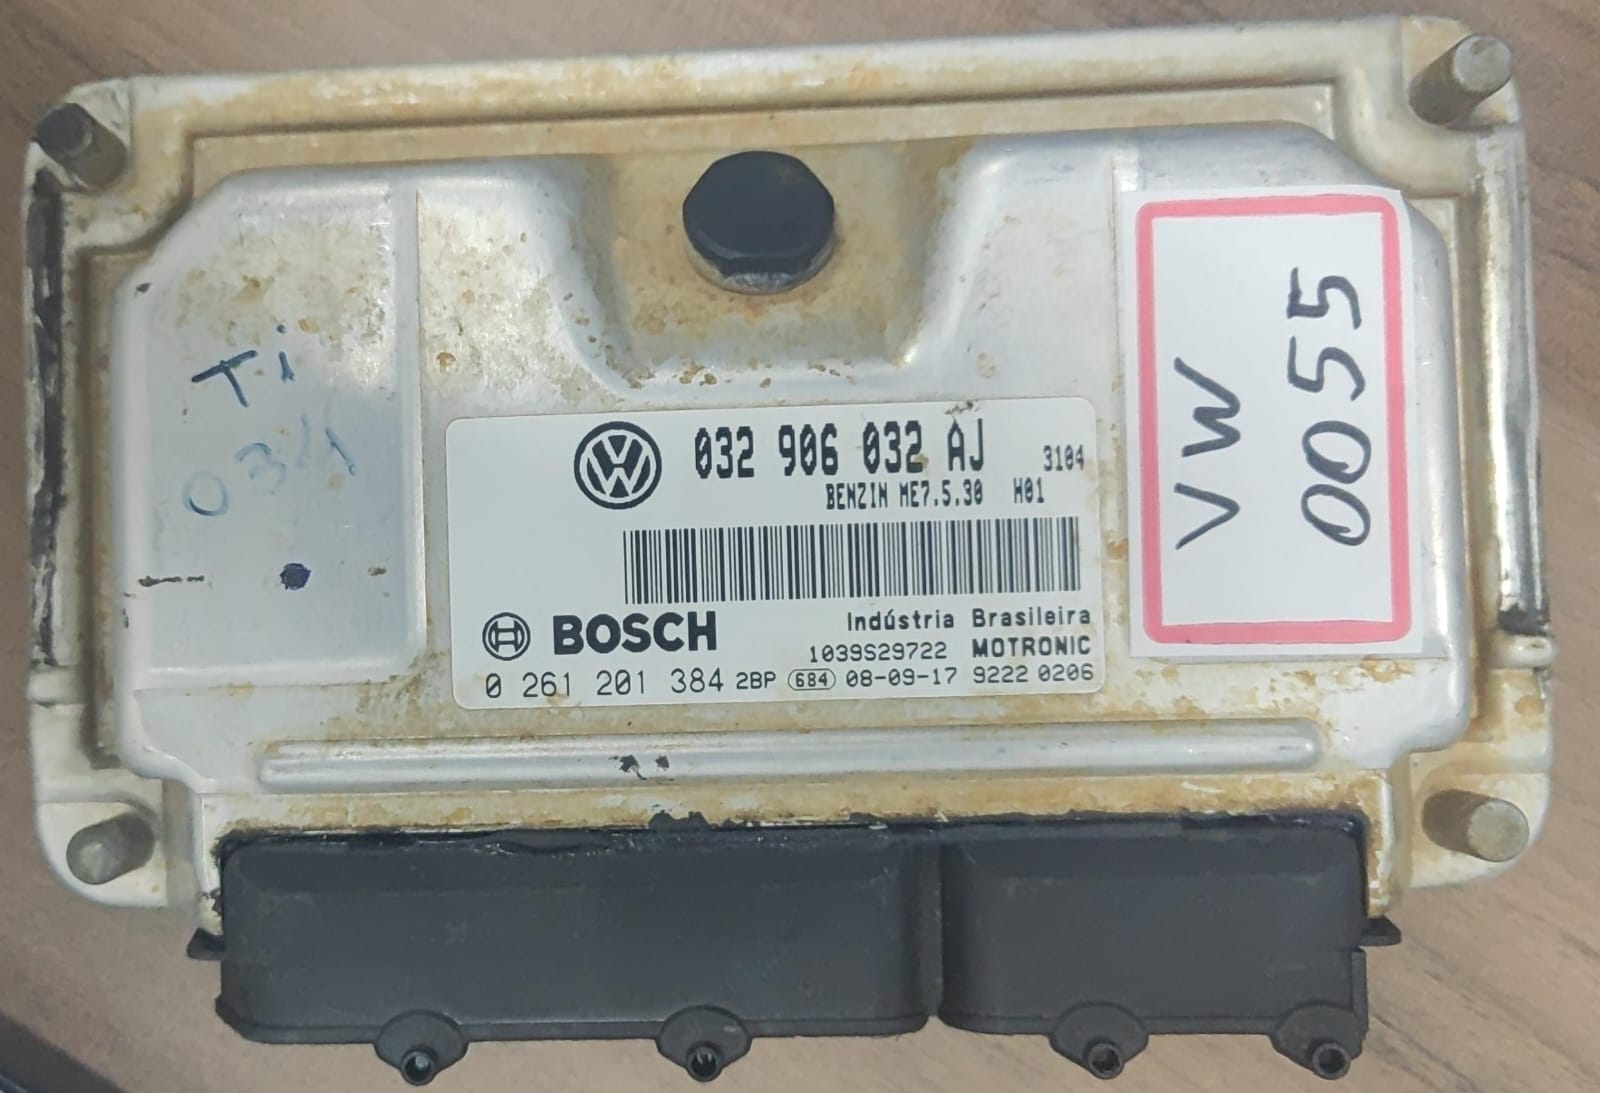 Ti
034
032 906 032 AJ 3104
BENZIN ME7.5.30 H01
BOSCH
Indústria Brasileira
1039S29722 MOTRONIC
0 261 201 384 2BP 684 08-09-17 9222 0206
VW
0055